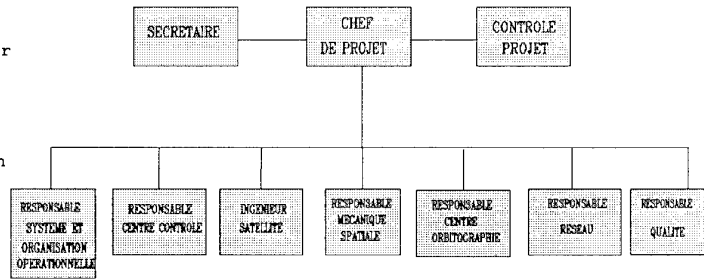 SECRETAIRE
CHEF
DE PROJET
CONTROLE
PROJET
r
n
RESPONSABLE
SYSTEME ET
ORGANISATION
OPERATIONNELLE
RESPONSABLE
CENTRE CONTROLE
INGENIEUR
SATELLITE
RESPONSABLE
MECANIQUE
SPATIALE
RESPONSABLE
CENTRE
ORBITOGRAPHIE
RESPONSABLE
RESEAU
RESPONSABLE
QUALITE